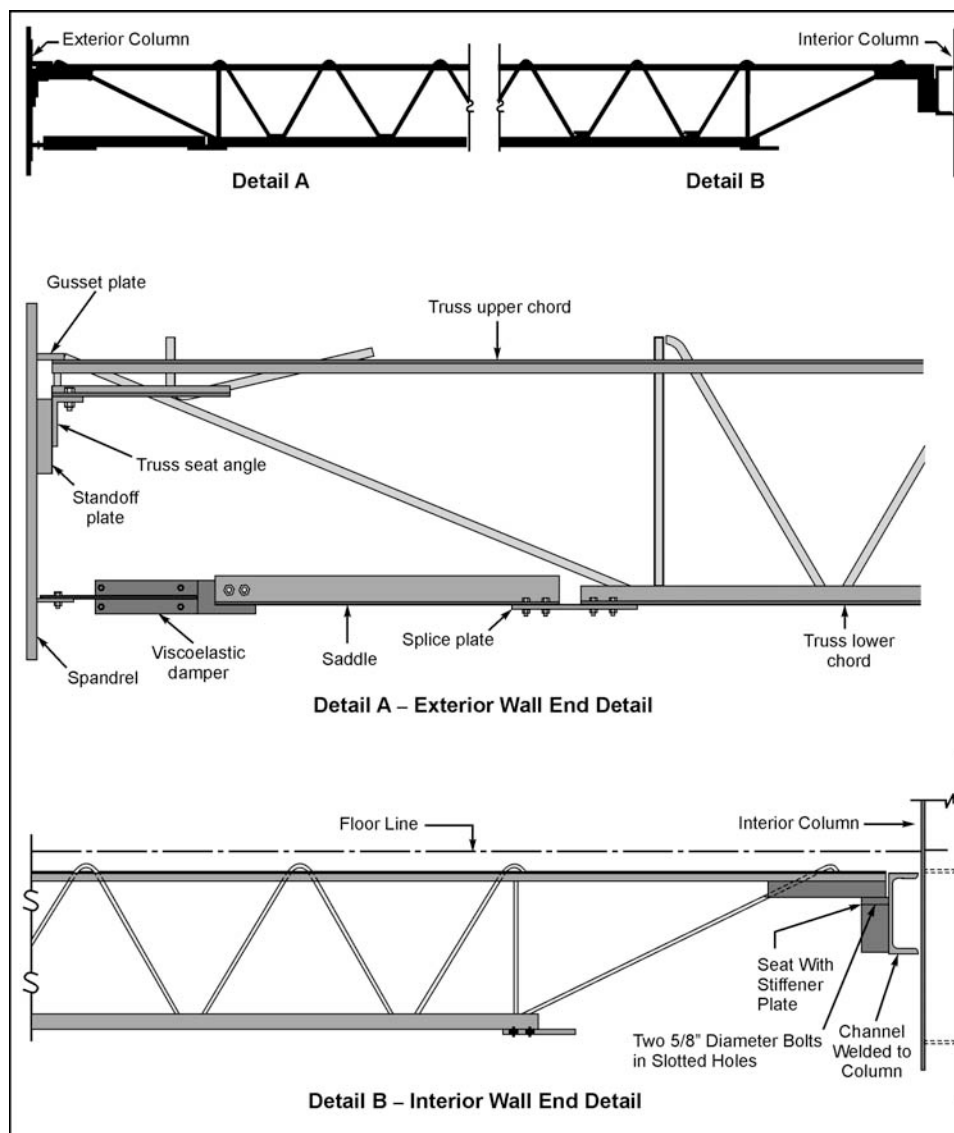 Exterior Column
Interior Column
Detail A
Detail B
Gusset plate
Truss upper chord
Truss seat angle
Standoff
plate
Spandrel
Viscoelastic
damper
Saddle
Splice plate
Truss lower
chord
Detail A – Exterior Wall End Detail
Floor Line
Interior Column
Seat With
Stiffener
Plate
Two 5/8" Diameter Bolts
in Slotted Holes
Channel
Welded to
Column
Detail B – Interior Wall End Detail